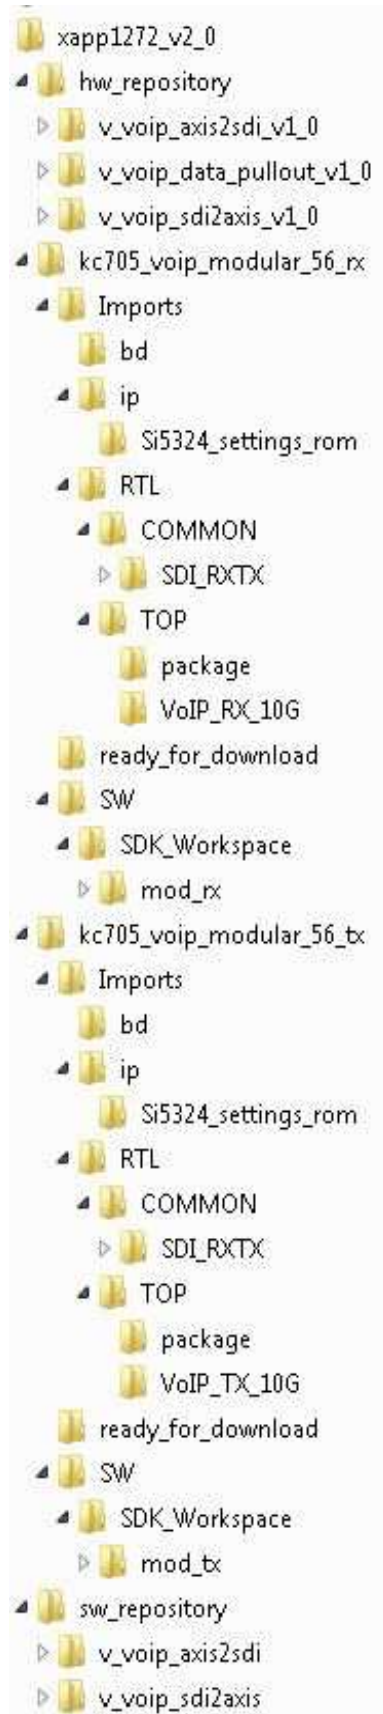 xapp1272_v2_0
hw_repository
v_voip_axis2sdi_v1_0
v_voip_data_pullout_v1_0
v_voip_sdi2axis_v1_0
kc705_voip_modular_56_rx
Imports
bd
ip
Si5324_settings_rom
RTL
COMMON
SDI_RXTX
TOP
package
VoIP_RX_10G
ready_for_download
SW
SDK_Workspace
mod_rx
kc705_voip_modular_56_tx
Imports
bd
ip
Si5324_settings_rom
RTL
COMMON
SDI_RXTX
TOP
package
VoIP_TX_10G
ready_for_download
SW
SDK_Workspace
mod_tx
sw_repository
v_voip_axis2sdi
v_voip_sdi2axis